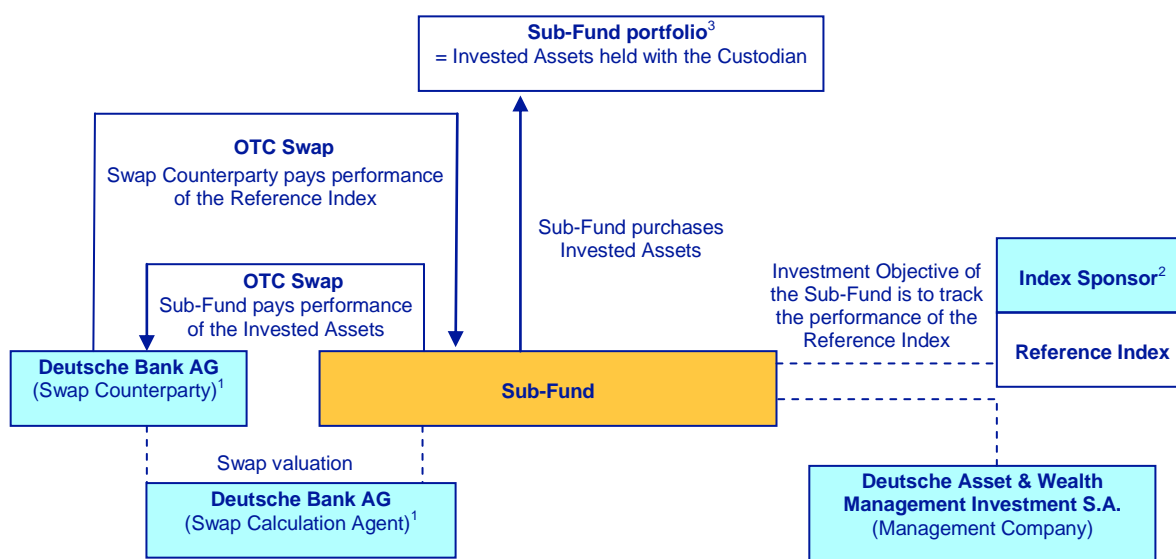 Sub-Fund portfolio³
= Invested Assets held with the Custodian
OTC Swap
Swap Counterparty pays performance
of the Reference Index
Sub-Fund purchases
Invested Assets
OTC Swap
Sub-Fund pays performance
of the Invested Assets
Investment Objective of
the Sub-Fund is to track
the performance of the
Reference Index
Index Sponsor²
Reference Index
Deutsche Bank AG
(Swap Counterparty)¹
Sub-Fund
Swap valuation
Deutsche Bank AG
(Swap Calculation Agent)¹
Deutsche Asset & Wealth
Management Investment S.A.
(Management Company)